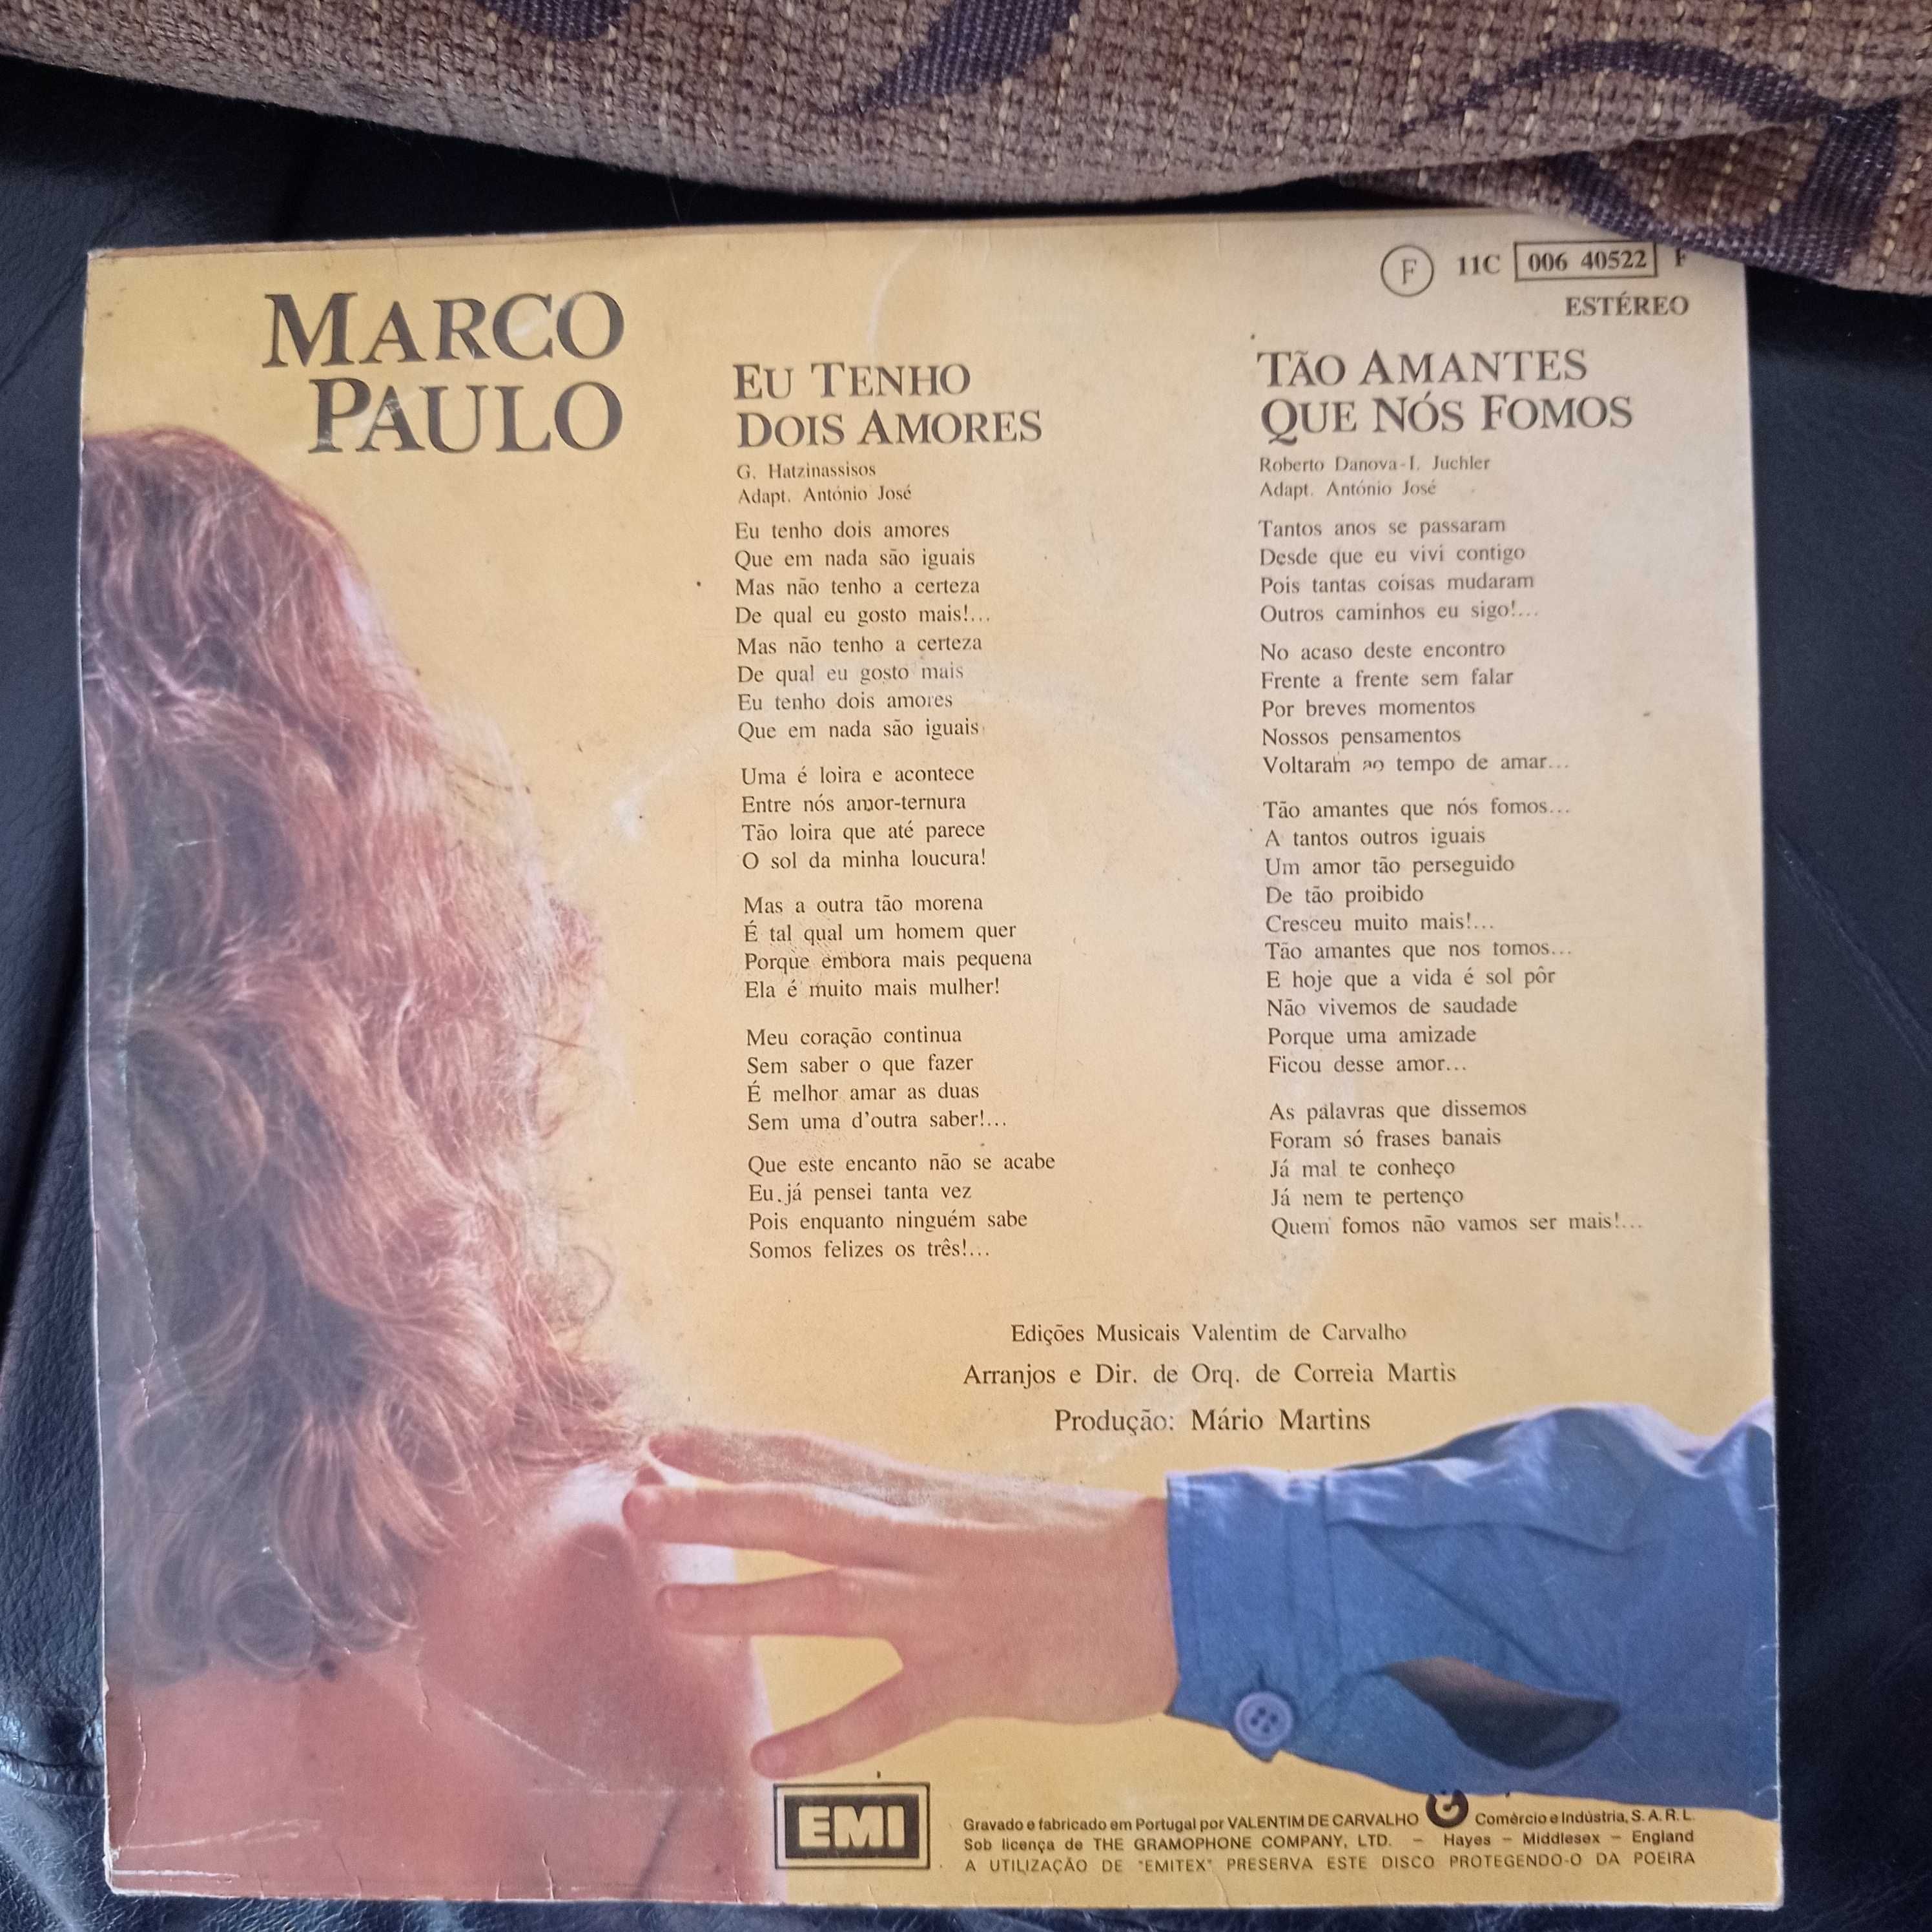 MARCO
PAULO
F 11C 006 40522 F
ESTÉREO
EU TENHO
DOIS AMORES
G. Hatzinassisos
Adapt. António José
Eu tenho dois amores
Que em nada são iguais
Mas não tenho a certeza
De qual eu gosto mais!...
Mas não tenho a certeza
De qual eu gosto mais
Eu tenho dois amores
Que em nada são iguais
Uma é loira e acontece
Entre nós amor-ternura
Tão loira que até parece
O sol da minha loucura!
Mas a outra tão morena
É tal qual um homem quer
Porque embora mais pequena
Ela é muito mais mulher!
Meu coração continua
Sem saber o que fazer
É melhor amar as duas
Sem uma d'outra saber!...
Que este encanto não se acabe
Eu já pensei tanta vez
Pois enquanto ninguém sabe
Somos felizes os três!...
TÃO AMANTES
QUE NÓS FOMOS
Roberto Danova-I. Juchler
Adapt. António José
Tantos anos se passaram
Desde que eu vivi contigo
Pois tantas coisas mudaram
Outros caminhos eu sigo!...
No acaso deste encontro
Frente a frente sem falar
Por breves momentos
Nossos pensamentos
Voltaram ao tempo de amar...
Tão amantes que nós fomos...
A tantos outros iguais
Um amor tão perseguido
De tão proibido
Cresceu muito mais!...
Tão amantes que nos tomos...
E hoje que a vida é sol pôr
Não vivemos de saudade
Porque uma amizade
Ficou desse amor...
As palavras que dissemos
Foram só frases banais
Já mal te conheço
Já nem te pertenço
Quem fomos não vamos ser mais!...
Edições Musicais Valentim de Carvalho
Arranjos e Dir. de Orq. de Correia Martis
Produção: Mário Martins
EMI
Gravado e fabricado em Portugal por VALENTIM DE CARVALHO Comèrcio e Indústria, S. A. R. L.
Sob licença de THE GRAMOPHONE COMPANY, LTD. – Hayes – Middlesex – England
A UTILIZAÇÃO DE "EMITEX" PRESERVA ESTE DISCO PROTEGENDO-O DA POEIRA